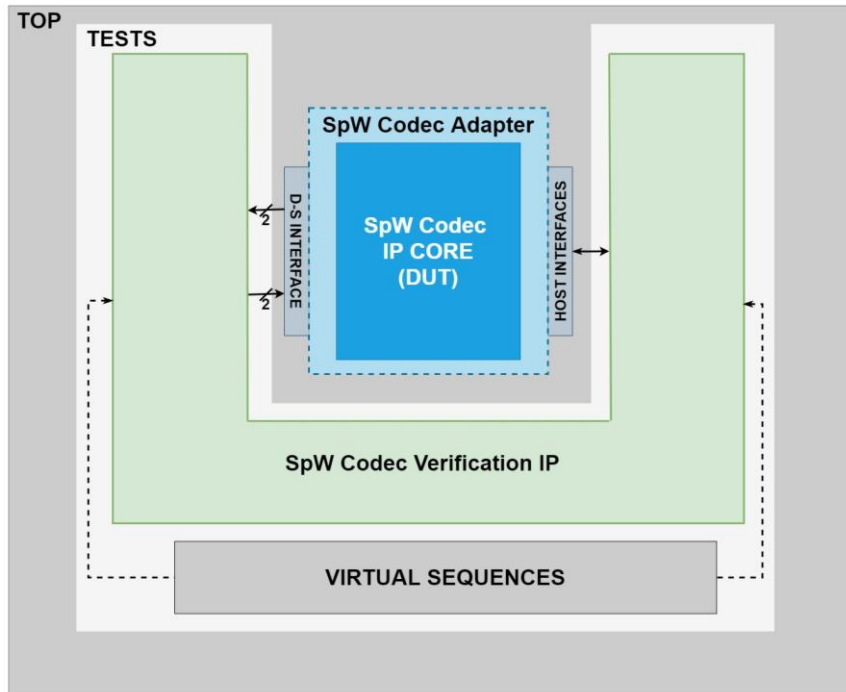 TOP
TESTS
SpW Codec Adapter
D-S INTERFACE
2
2
SpW Codec
IP CORE
(DUT)
HOST INTERFACES
SpW Codec Verification IP
VIRTUAL SEQUENCES